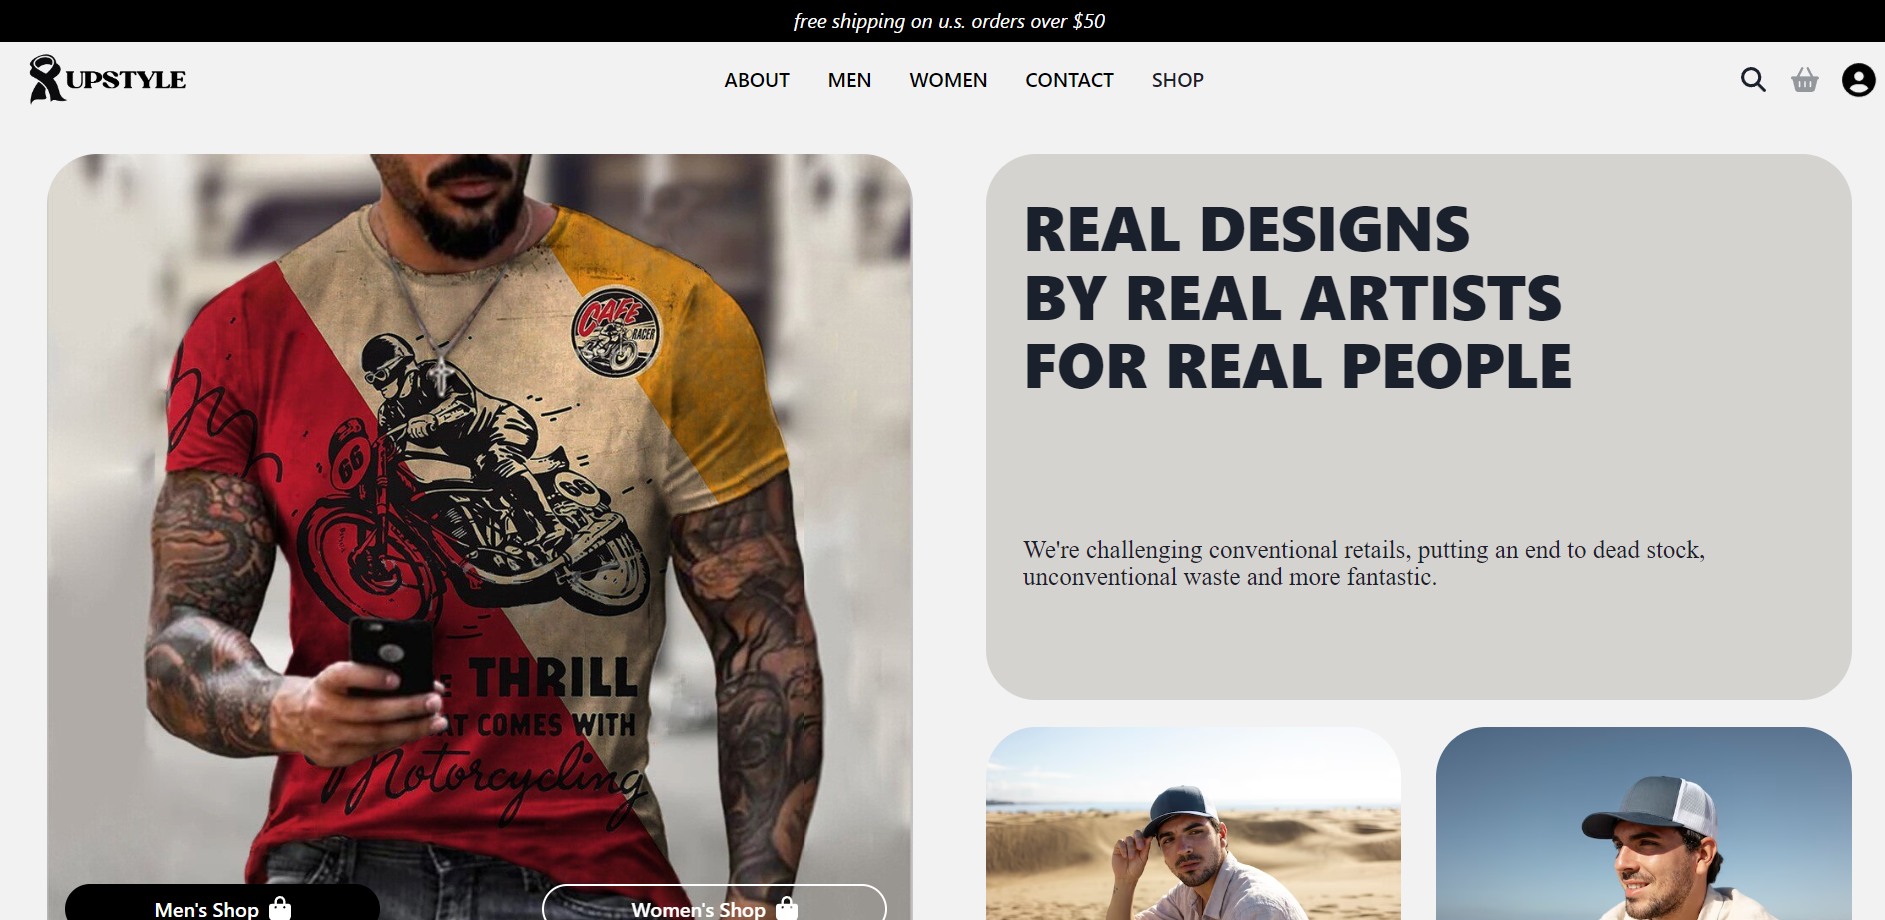 free shipping on u.s. orders over $50
UPSTYLE
ABOUT MEN WOMEN CONTACT SHOP
CAFE
RACER
66
66
THRILL
AT COMES WITH
Motorcycling
REAL DESIGNS
BY REAL ARTISTS
FOR REAL PEOPLE
We're challenging conventional retails, putting an end to dead stock,
unconventional waste and more fantastic.
Men's Shop
Women's Shop